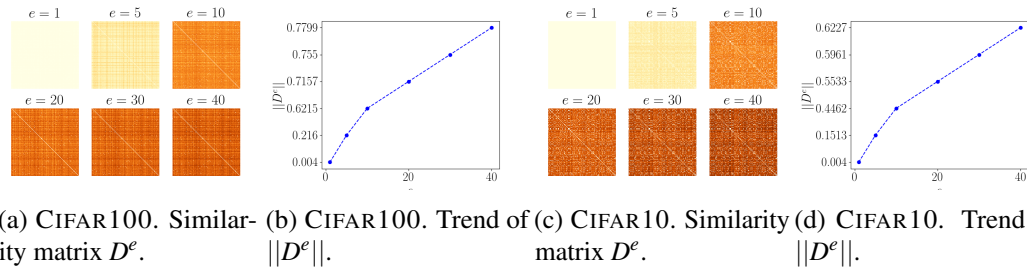 e = 1 e = 5 e = 10
e = 20 e = 30 e = 40
0.7799
0.755
0.7157
0.6215
0.216
0.004
||D^e||
0 20 40
e = 1 e = 5 e = 10
e = 20 e = 30 e = 40
0.6227
0.5961
0.5533
0.4462
0.1513
0.004
||D^e||
0 20 40
(a) CIFAR100. Similar-
ity matrix D^e.
(b) CIFAR100. Trend of
||D^e||.
(c) CIFAR10. Similarity
matrix D^e.
(d) CIFAR10. Trend
||D^e||.